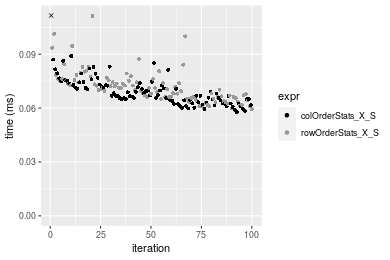 0.09
0.06
0.03
0.00
time (ms)
0
25
50
75
100
iteration
expr
colOrderStats_X_S
rowOrderStats_X_S